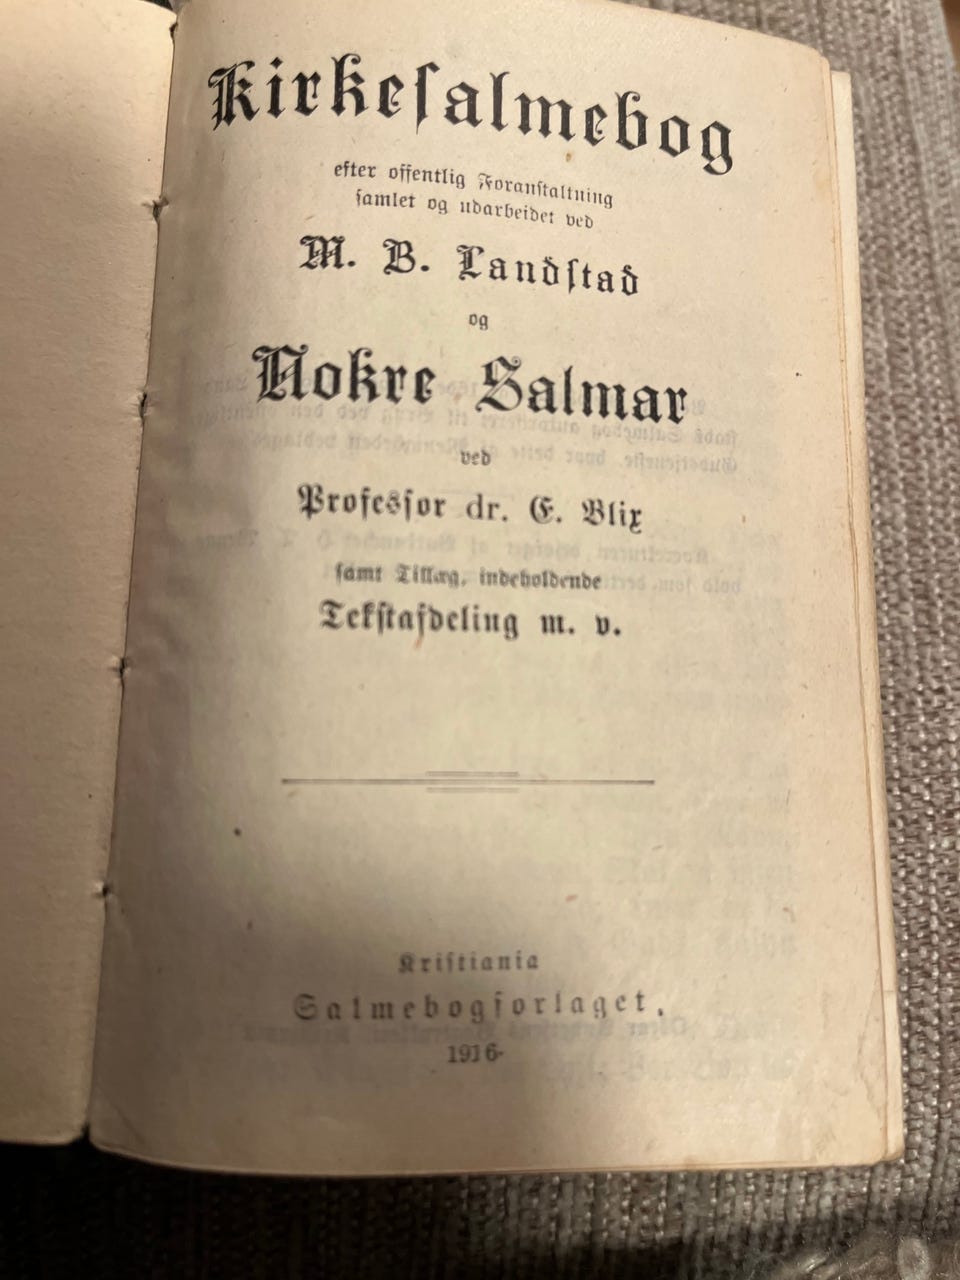 Kirkesalmebog
efter offentlig Foranstaltning
samlet og udarbeidet ved
M. B. Landstad
og
Nokre Salmar
ved
Professor dr. E. Blix
samt Tillæg, indeholdende
Tekstafdeling m. v.
Kristiania
Salmebogforlaget.
1916